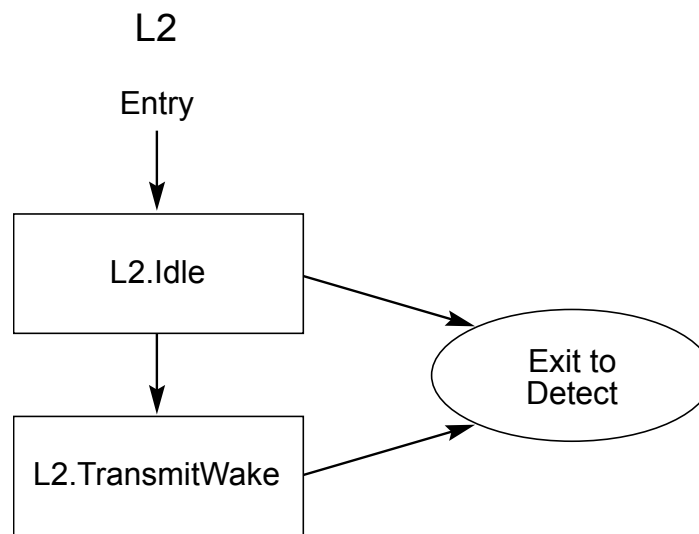 L2
Entry
L2.Idle
Exit to
Detect
L2.TransmitWake